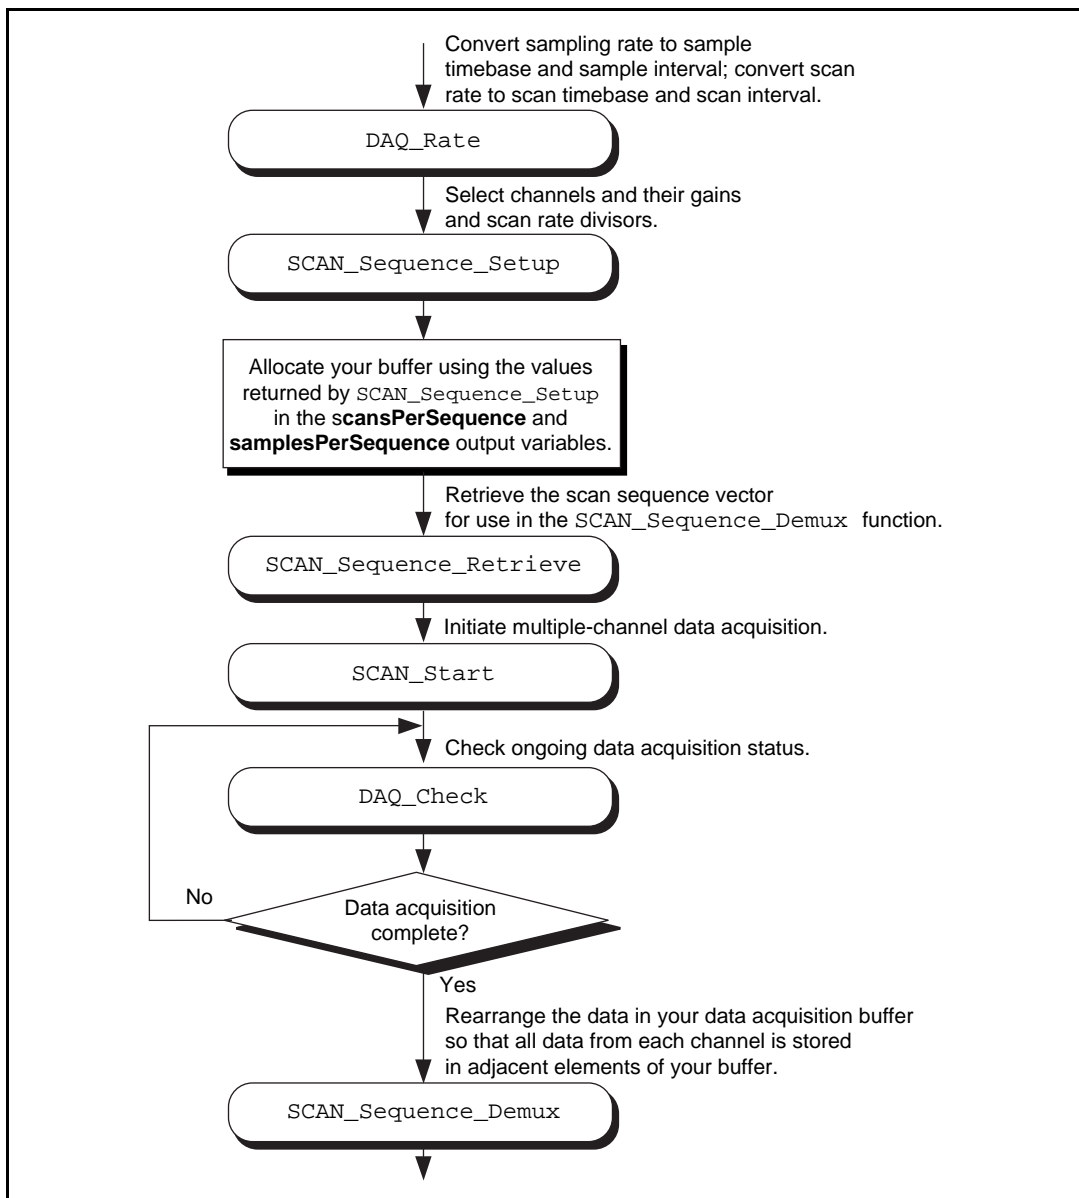 Convert sampling rate to sample
timebase and sample interval; convert scan
rate to scan timebase and scan interval.
DAQ_Rate
Select channels and their gains
and scan rate divisors.
SCAN_Sequence_Setup
Allocate your buffer using the values
returned by SCAN_Sequence_Setup
in the scansPerSequence and
samplesPerSequence output variables.
Retrieve the scan sequence vector
for use in the SCAN_Sequence_Demux function.
SCAN_Sequence_Retrieve
Initiate multiple-channel data acquisition.
SCAN_Start
Check ongoing data acquisition status.
DAQ_Check
No
Data acquisition
complete?
Yes
Rearrange the data in your data acquisition buffer
so that all data from each channel is stored
in adjacent elements of your buffer.
SCAN_Sequence_Demux